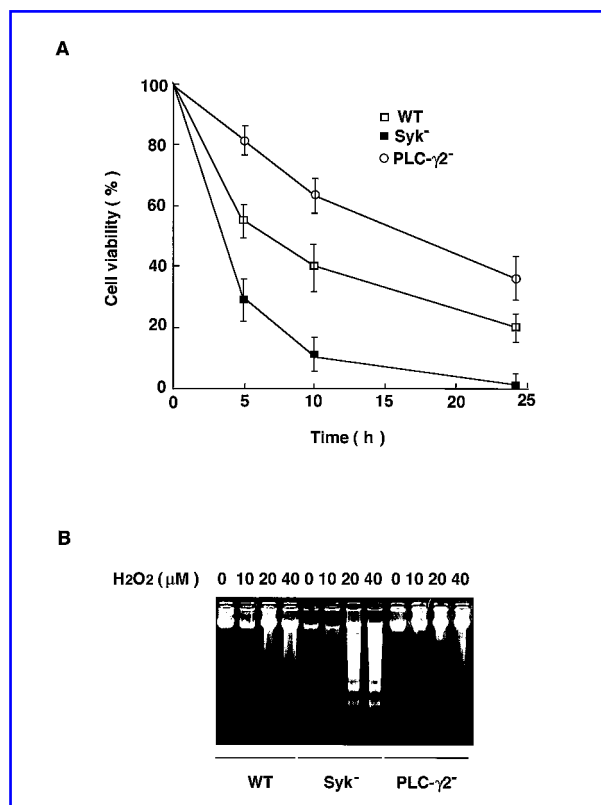 A
100
80
60
40
20
0
Cell viability ( % )
WT
Syk⁻
PLC-γ2⁻
0 5 10 15 20 25
Time ( h )
B
H2O2 ( μM ) 0 10 20 40 0 10 20 40 0 10 20 40
WT Syk⁻ PLC-γ2⁻